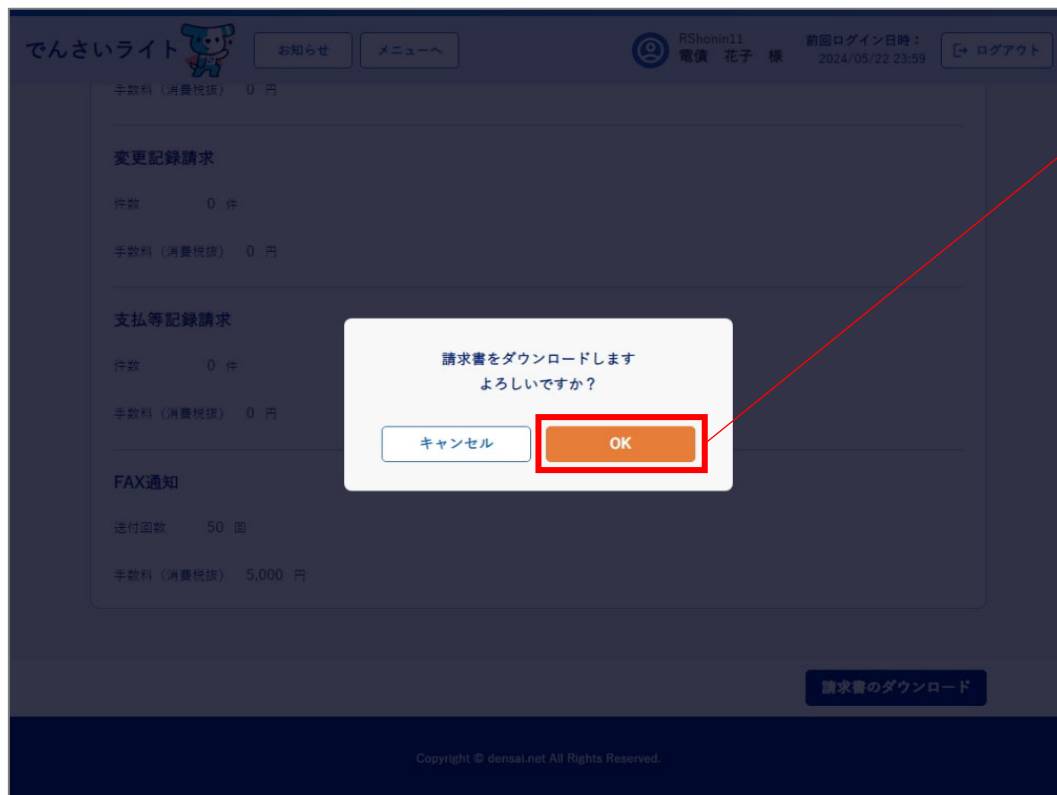 でんさいライト お知らせ メニューへ RShonin11 前回ログイン日時： ログアウト
電債 花子 様 2024/05/22 23:59
手数料（消費税抜） 0 円
変更記録請求
件数 0 件
手数料（消費税抜） 0 円
支払等記録請求
件数 0 件
手数料（消費税抜） 0 円
請求書をダウンロードします
よろしいですか？
キャンセル OK
FAX通知
送付回数 50 回
手数料（消費税抜） 5,000 円
請求書のダウンロード
Copyright © densai.net All Rights Reserved.